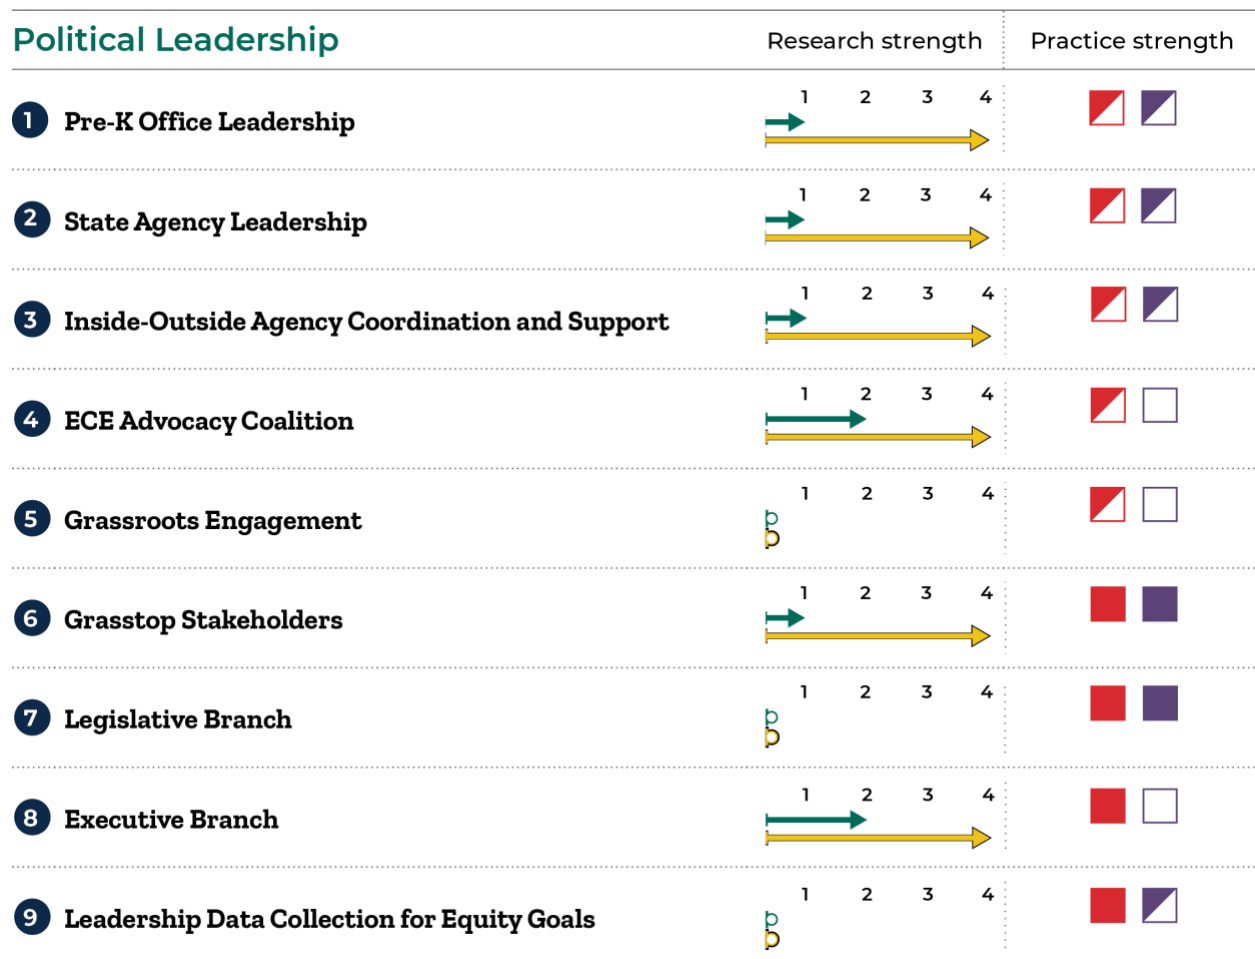 Political Leadership Research strength Practice strength
1 2 3 4
1 Pre-K Office Leadership
1 2 3 4
2 State Agency Leadership
1 2 3 4
3 Inside-Outside Agency Coordination and Support
1 2 3 4
4 ECE Advocacy Coalition
1 2 3 4
5 Grassroots Engagement
1 2 3 4
6 Grasstop Stakeholders
1 2 3 4
7 Legislative Branch
1 2 3 4
8 Executive Branch
1 2 3 4
9 Leadership Data Collection for Equity Goals